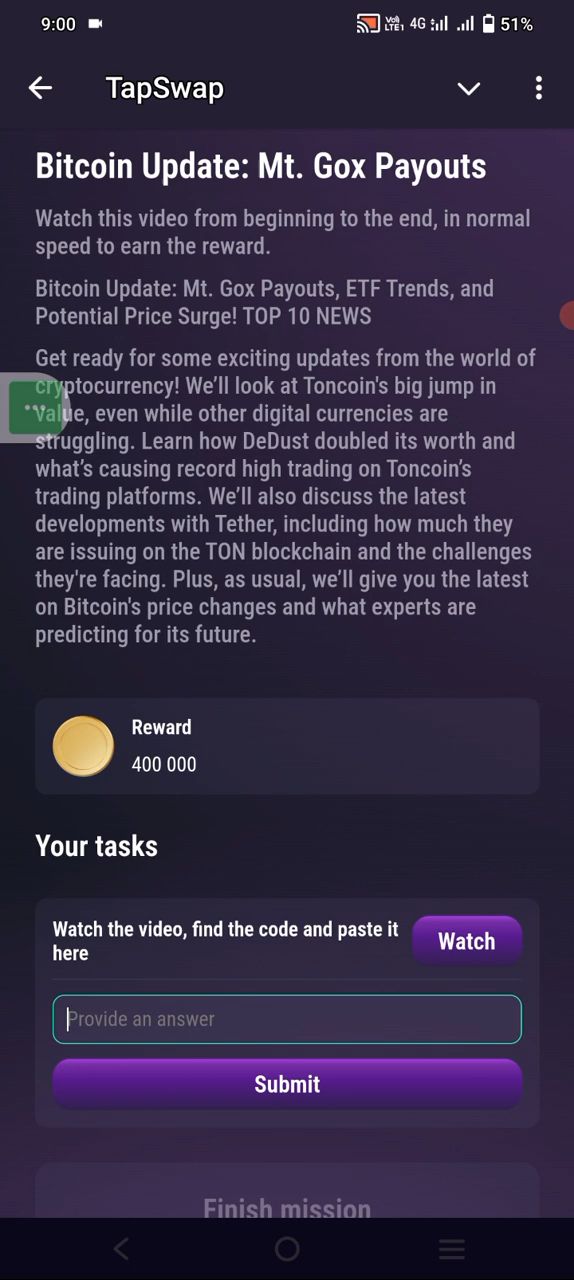 9:00
Vo)) LTE1 4G 51%
TapSwap
Bitcoin Update: Mt. Gox Payouts
Watch this video from beginning to the end, in normal
speed to earn the reward.
Bitcoin Update: Mt. Gox Payouts, ETF Trends, and
Potential Price Surge! TOP 10 NEWS
Get ready for some exciting updates from the world of
cryptocurrency! We’ll look at Toncoin's big jump in
value, even while other digital currencies are
struggling. Learn how DeDust doubled its worth and
what’s causing record high trading on Toncoin’s
trading platforms. We’ll also discuss the latest
developments with Tether, including how much they
are issuing on the TON blockchain and the challenges
they're facing. Plus, as usual, we’ll give you the latest
on Bitcoin's price changes and what experts are
predicting for its future.
Reward
400 000
Your tasks
Watch the video, find the code and paste it
here
Watch
Provide an answer
Submit
Finish mission